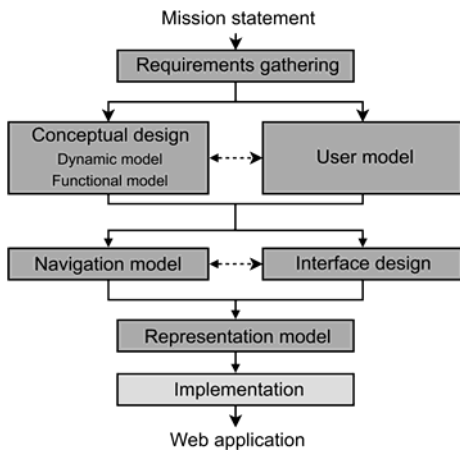 Mission statement
Requirements gathering
Conceptual design
Dynamic model
Functional model
User model
Navigation model
Interface design
Representation model
Implementation
Web application